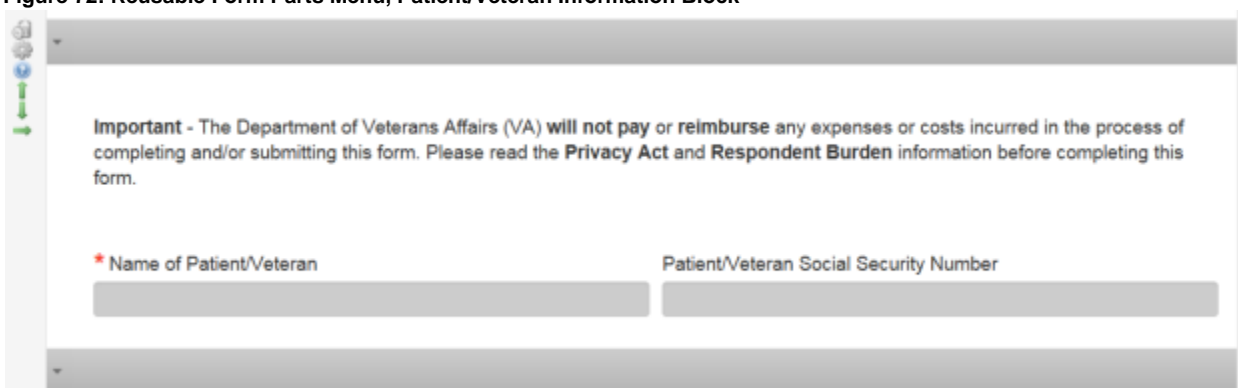 Figure 72: Reusable Form Parts Menu, Patient/Veteran Information Block
Important - The Department of Veterans Affairs (VA) will not pay or reimburse any expenses or costs incurred in the process of
completing and/or submitting this form. Please read the Privacy Act and Respondent Burden information before completing this
form.
* Name of Patient/Veteran
Patient/Veteran Social Security Number